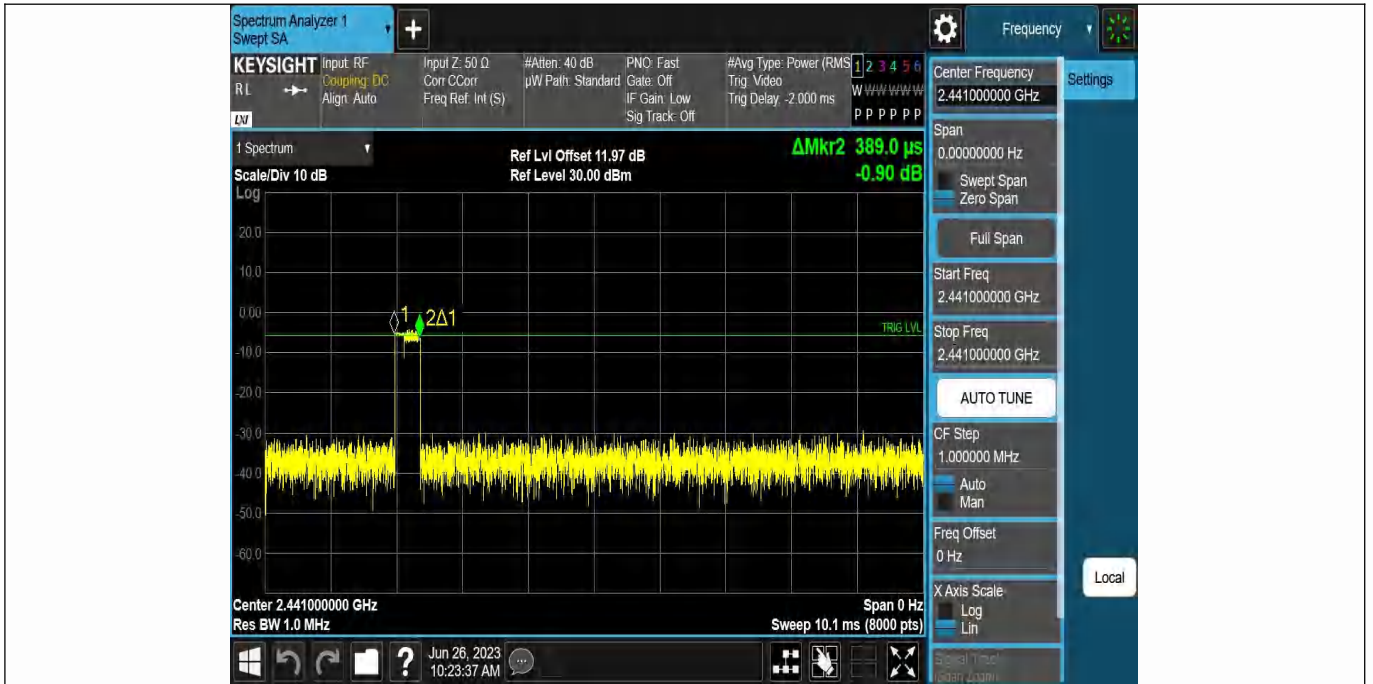 Spectrum Analyzer 1
Swept SA
Frequency
KEYSIGHT
R L
LXI
Input: RF
Coupling: DC
Align: Auto
Input Z: 50 Ω
Corr CCorr
Freq Ref: Int (S)
#Atten: 40 dB
µW Path: Standard
PNO: Fast
Gate: Off
IF Gain: Low
Sig Track: Off
#Avg Type: Power (RMS
Trig: Video
Trig Delay: -2.000 ms
1 2 3 4 5 6
W W W W W W
P P P P P P
1 Spectrum
Scale/Div 10 dB
Ref Lvl Offset 11.97 dB
Ref Level 30.00 dBm
ΔMkr2 389.0 µs
-0.90 dB
Log
20.0
10.0
0.00
-10.0
-20.0
-30.0
-40.0
-50.0
-60.0
1
2Δ1
TRIG LVL
Center 2.441000000 GHz
Res BW 1.0 MHz
Span 0 Hz
Sweep 10.1 ms (8000 pts)
Center Frequency
2.441000000 GHz
Settings
Span
0.00000000 Hz
Swept Span
Zero Span
Full Span
Start Freq
2.441000000 GHz
Stop Freq
2.441000000 GHz
AUTO TUNE
CF Step
1.000000 MHz
Auto
Man
Freq Offset
0 Hz
X Axis Scale
Log
Lin
Signal Track
(Span Zoom)
Local
?
Jun 26, 2023
10:23:37 AM